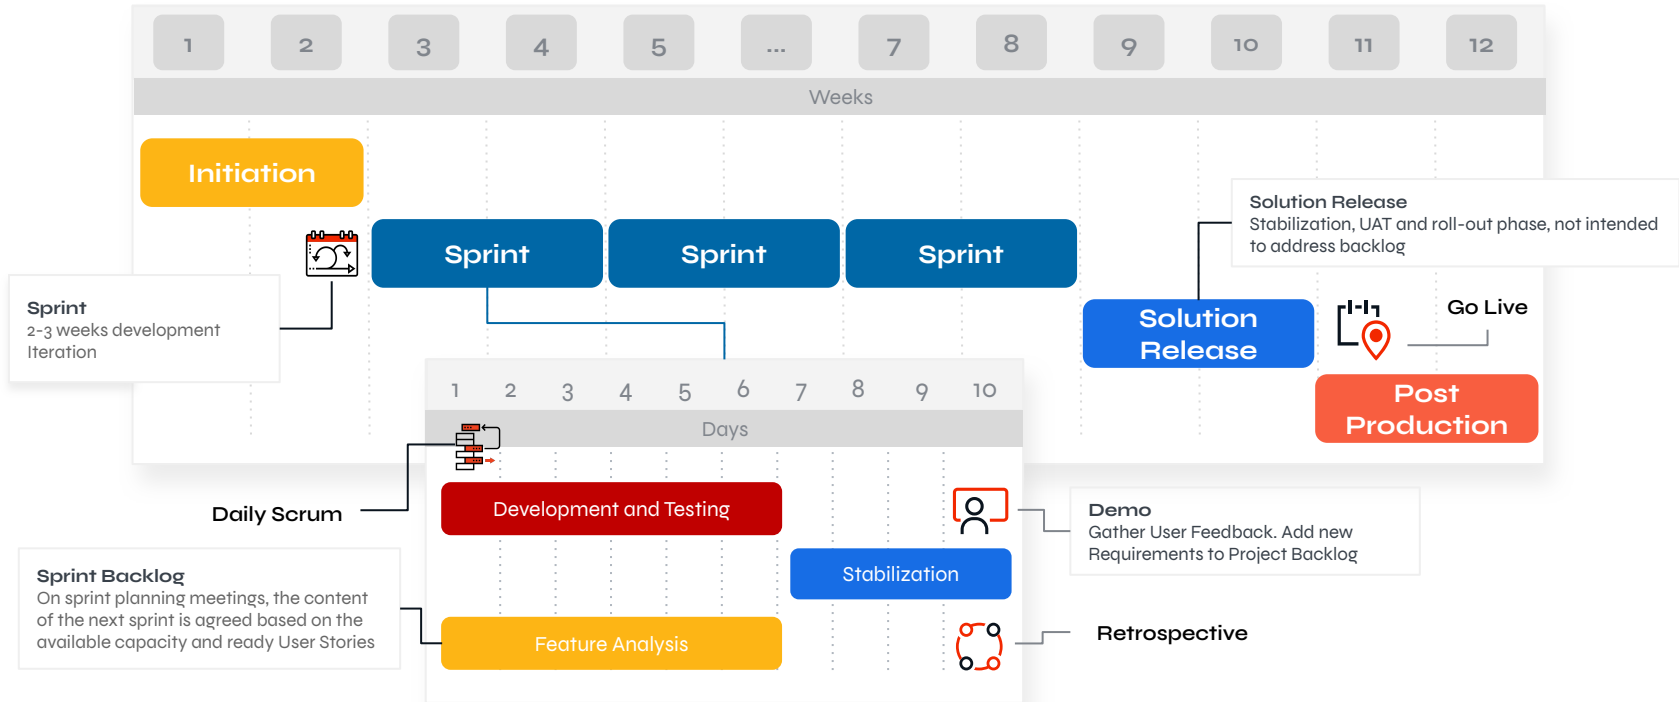 1 2 3 4 5 ... 7 8 9 10 11 12
Weeks
Initiation
Sprint Sprint Sprint
Solution Release
Stabilization, UAT and roll-out phase, not intended
to address backlog
Sprint
2-3 weeks development
Iteration
Solution
Release
Go Live
Post
Production
1 2 3 4 5 6 7 8 9 10
Days
Daily Scrum
Development and Testing
Demo
Gather User Feedback. Add new
Requirements to Project Backlog
Stabilization
Sprint Backlog
On sprint planning meetings, the content
of the next sprint is agreed based on the
available capacity and ready User Stories
Feature Analysis
Retrospective